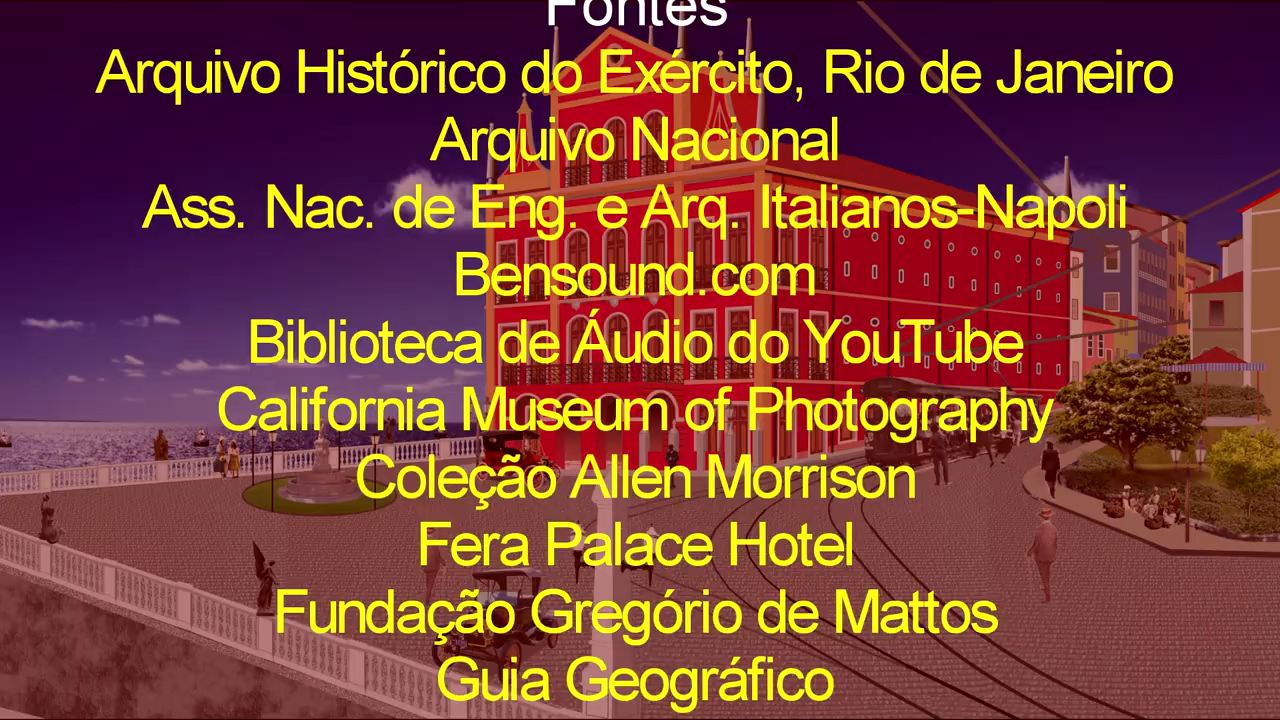 Fontes
Arquivo Histórico do Exército, Rio de Janeiro
Arquivo Nacional
Ass. Nac. de Eng. e Arq. Italianos-Napoli
Bensound.com
Biblioteca de Áudio do YouTube
California Museum of Photography
Coleção Allen Morrison
Fera Palace Hotel
Fundação Gregório de Mattos
Guia Geográfico